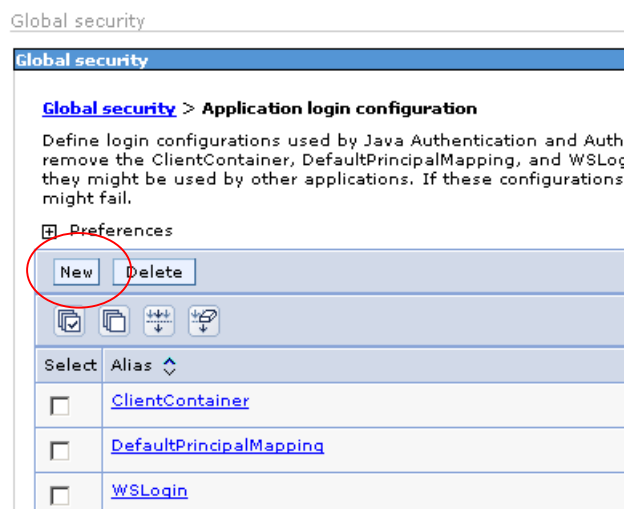 Global security
Global security
Global security > Application login configuration
Define login configurations used by Java Authentication and Auth
remove the ClientContainer, DefaultPrincipalMapping, and WSLog
they might be used by other applications. If these configurations
might fail.
Preferences
New Delete
Select Alias
ClientContainer
DefaultPrincipalMapping
WSLogin